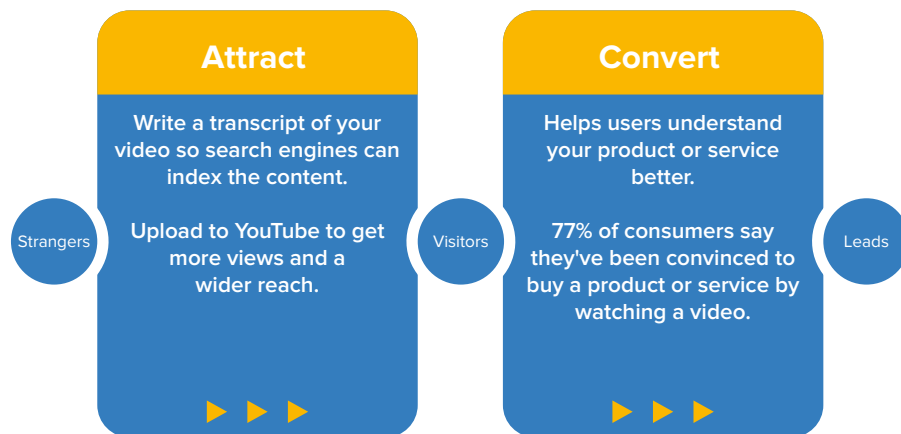 Attract
Write a transcript of your
video so search engines can
index the content.
Upload to YouTube to get
more views and a
wider reach.
Convert
Helps users understand
your product or service
better.
77% of consumers say
they've been convinced to
buy a product or service by
watching a video.
Strangers
Visitors
Leads